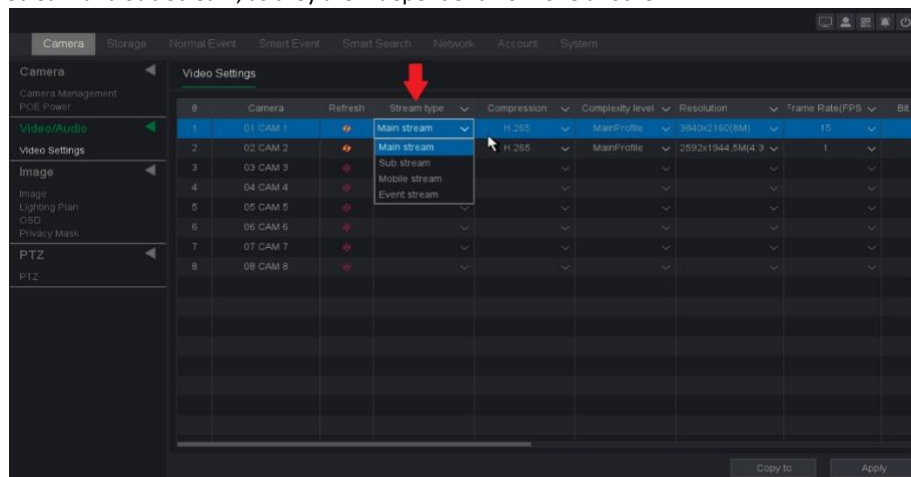 Camera Storage Normal Event Smart Event Smart Search Network Account System
Camera
Camera Management
POE Power
Video/Audio
Video Settings
Image
Image
Lighting Plan
OSD
Privacy Mask
PTZ
PTZ
Video Settings
8 Camera Refresh Stream type Compression Complexity level Resolution Frame Rate(FPS Bit
1 01 CAM 1 Main stream H.265 MainProfile 3840x2160(8M) 15
2 02 CAM 2 Main stream H.265 MainProfile 2592x1944,5M(4:3 1
3 03 CAM 3 Sub stream
Mobile stream
4 04 CAM 4 Event stream
5 05 CAM 5
6 06 CAM 6
7 07 CAM 7
8 08 CAM 8
Copy to Apply